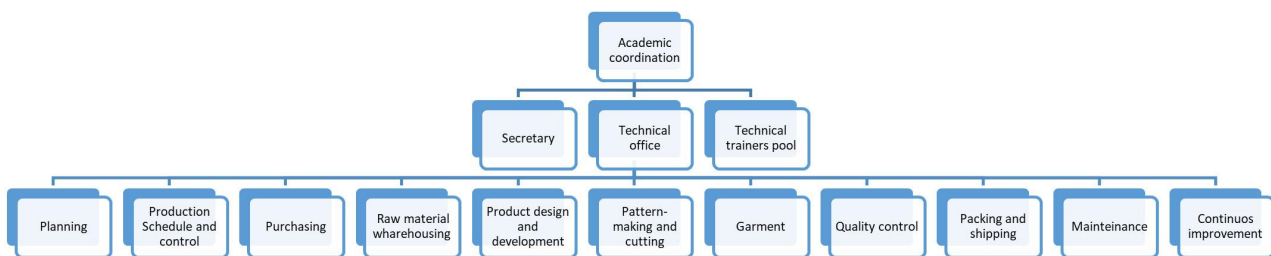 Academic
coordination
Secretary
Technical
office
Technical
trainers pool
Planning
Production
Schedule and
control
Purchasing
Raw material
wharehousing
Product design
and
development
Pattern-
making and
cutting
Garment
Quality control
Packing and
shipping
Mainteinance
Continuos
improvement